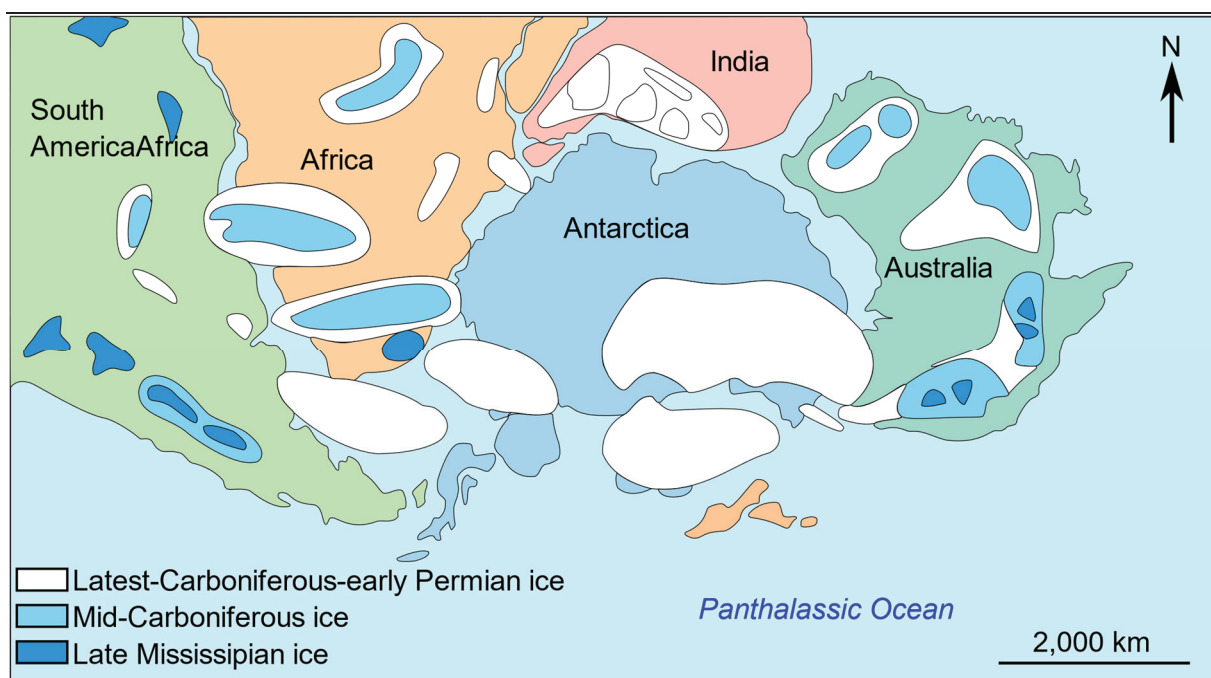 N
India
South
AmericaAfrica
Africa
Antarctica
Australia
Latest-Carboniferous-early Permian ice
Mid-Carboniferous ice
Late Mississipian ice
Panthalassic Ocean
2,000 km